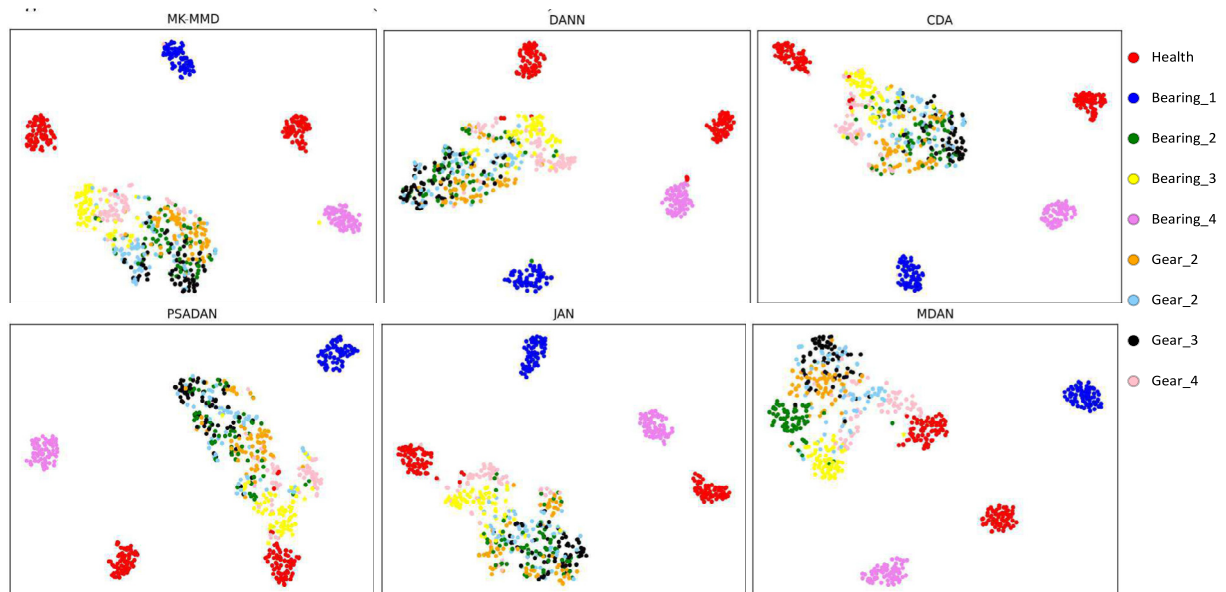 MK-MMD
DANN
CDA
Health
Bearing_1
Bearing_2
Bearing_3
Bearing_4
Gear_2
Gear_2
Gear_3
Gear_4
PSADAN
JAN
MDAN